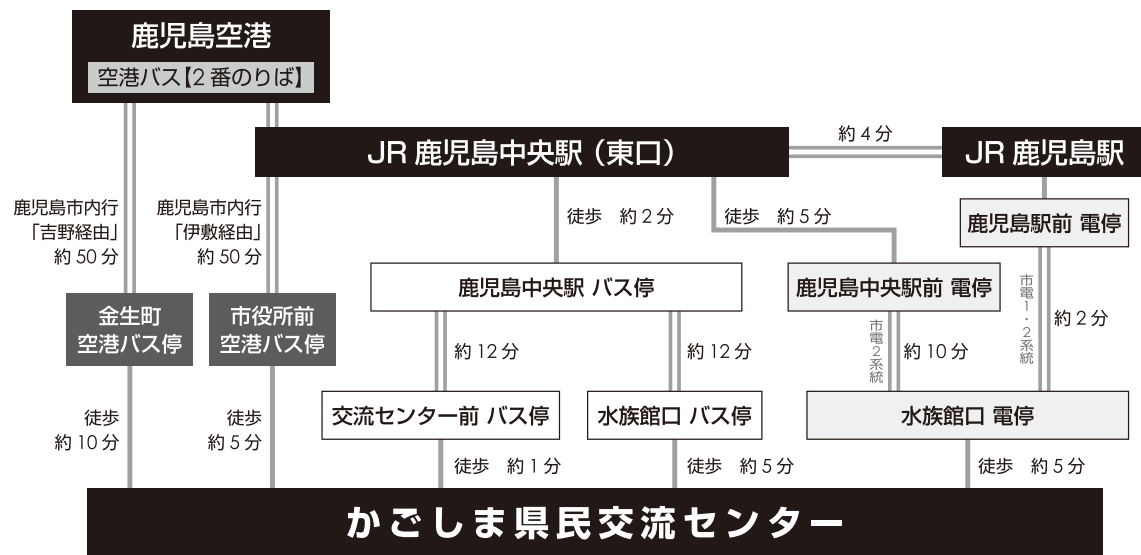 鹿児島空港
空港バス【2番のりば】
JR 鹿児島中央駅（東口）
約4分
JR 鹿児島駅
鹿児島市内行
「吉野経由」
約50分
鹿児島市内行
「伊敷経由」
約50分
徒歩　約2分
徒歩　約5分
鹿児島駅前 電停
鹿児島中央駅 バス停
鹿児島中央駅前 電停
金生町
空港バス停
市役所前
空港バス停
約12分
約12分
市電2系統
約10分
市電1・2系統
約2分
徒歩
約10分
徒歩
約5分
交流センター前 バス停
水族館口 バス停
水族館口 電停
徒歩　約1分
徒歩　約5分
徒歩　約5分
かごしま県民交流センター